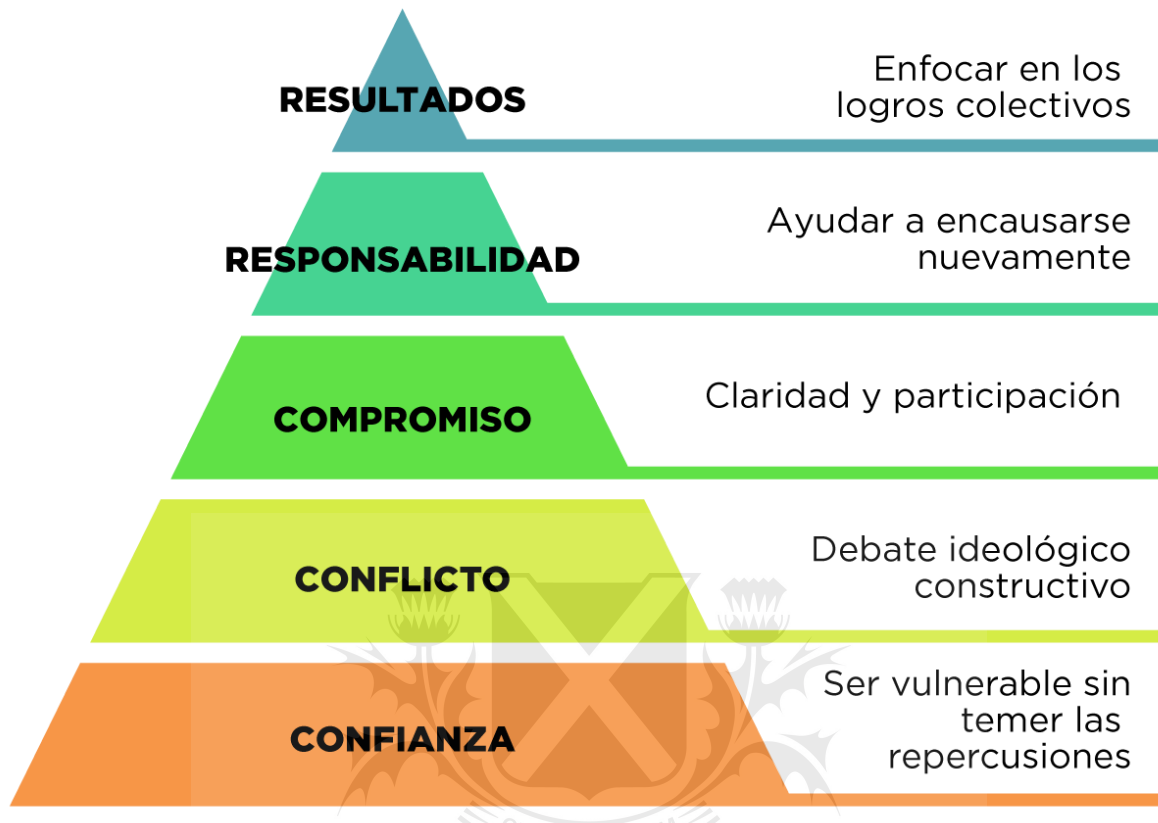 RESULTADOS
Enfocar en los
logros colectivos
RESPONSABILIDAD
Ayudar a encausarse
nuevamente
COMPROMISO
Claridad y participación
CONFLICTO
Debate ideológico
constructivo
CONFIANZA
Ser vulnerable sin
temer las
repercusiones